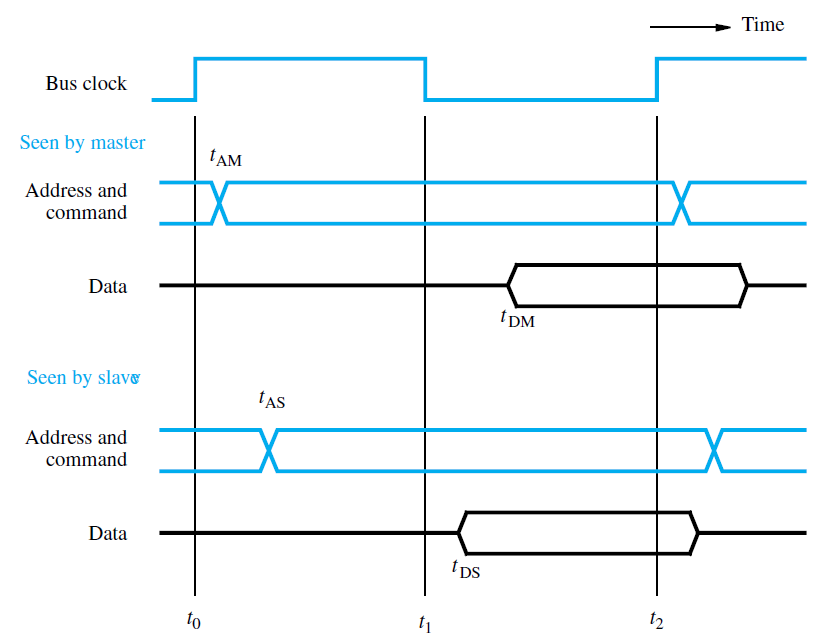 Time
Bus clock
Seen by master
tAM
Address and
command
Data
tDM
Seen by slave
tAS
Address and
command
Data
tDS
t0 t1 t2